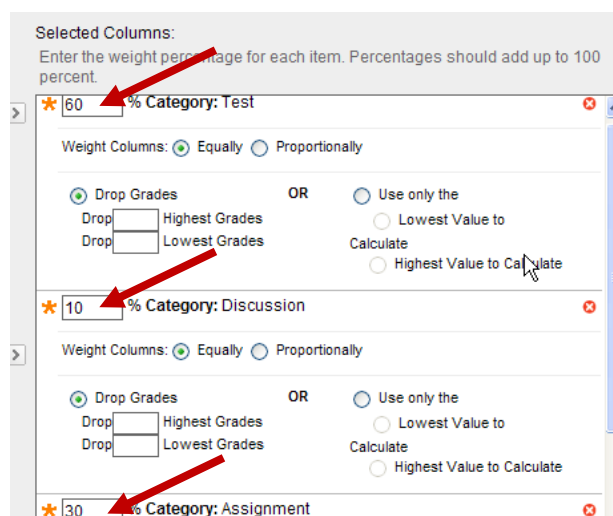 Selected Columns:
Enter the weight percentage for each item. Percentages should add up to 100
percent.
60 % Category: Test
Weight Columns: Equally Proportionally
Drop Grades OR Use only the
Drop Highest Grades Lowest Value to
Drop Lowest Grades Calculate
Highest Value to Calculate
10 % Category: Discussion
Weight Columns: Equally Proportionally
Drop Grades OR Use only the
Drop Highest Grades Lowest Value to
Drop Lowest Grades Calculate
Highest Value to Calculate
30 % Category: Assignment